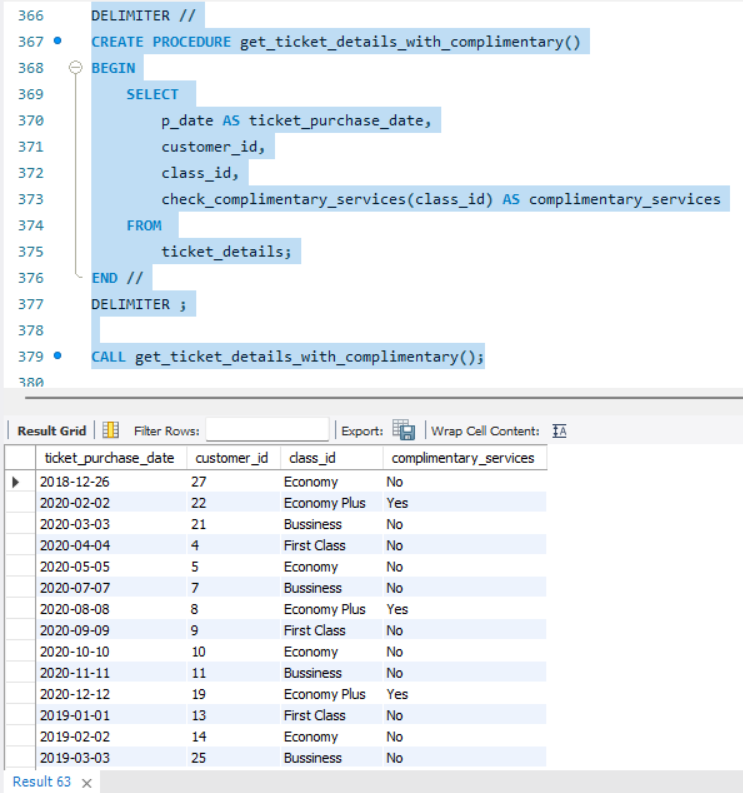 366 DELIMITER //
367 CREATE PROCEDURE get_ticket_details_with_complimentary()
368 BEGIN
369 SELECT
370 p_date AS ticket_purchase_date,
371 customer_id,
372 class_id,
373 check_complimentary_services(class_id) AS complimentary_services
374 FROM
375 ticket_details;
376 END //
377 DELIMITER ;
378
379 CALL get_ticket_details_with_complimentary();
380
Result Grid Filter Rows: Export: Wrap Cell Content: IA
ticket_purchase_date customer_id class_id complimentary_services
2018-12-26 27 Economy No
2020-02-02 22 Economy Plus Yes
2020-03-03 21 Bussiness No
2020-04-04 4 First Class No
2020-05-05 5 Economy No
2020-07-07 7 Bussiness No
2020-08-08 8 Economy Plus Yes
2020-09-09 9 First Class No
2020-10-10 10 Economy No
2020-11-11 11 Bussiness No
2020-12-12 19 Economy Plus Yes
2019-01-01 13 First Class No
2019-02-02 14 Economy No
2019-03-03 25 Bussiness No
Result 63